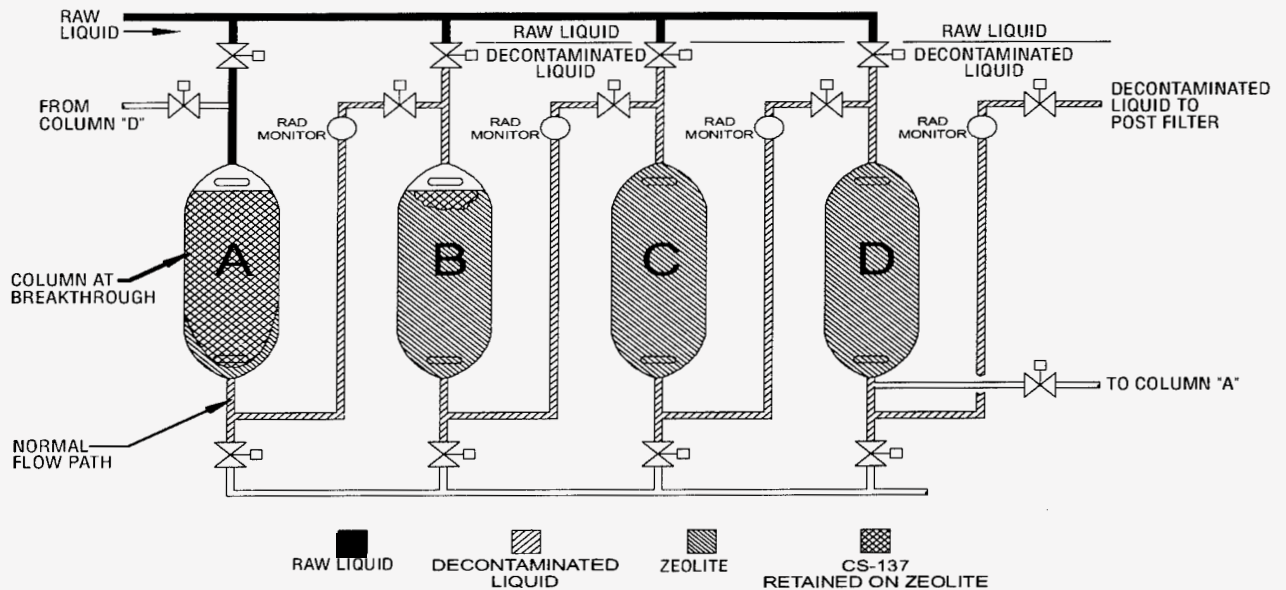 RAW
LIQUID
RAW LIQUID
DECONTAMINATED
LIQUID
RAW LIQUID
DECONTAMINATED
LIQUID
FROM
COLUMN "D"
RAD
MONITOR
RAD
MONITOR
RAD
MONITOR
RAD
MONITOR
DECONTAMINATED
LIQUID TO
POST FILTER
A
B
C
D
COLUMN AT
BREAKTHROUGH
TO COLUMN "A"
NORMAL
FLOW PATH
RAW LIQUID
DECONTAMINATED
LIQUID
ZEOLITE
CS-137
RETAINED ON ZEOLITE